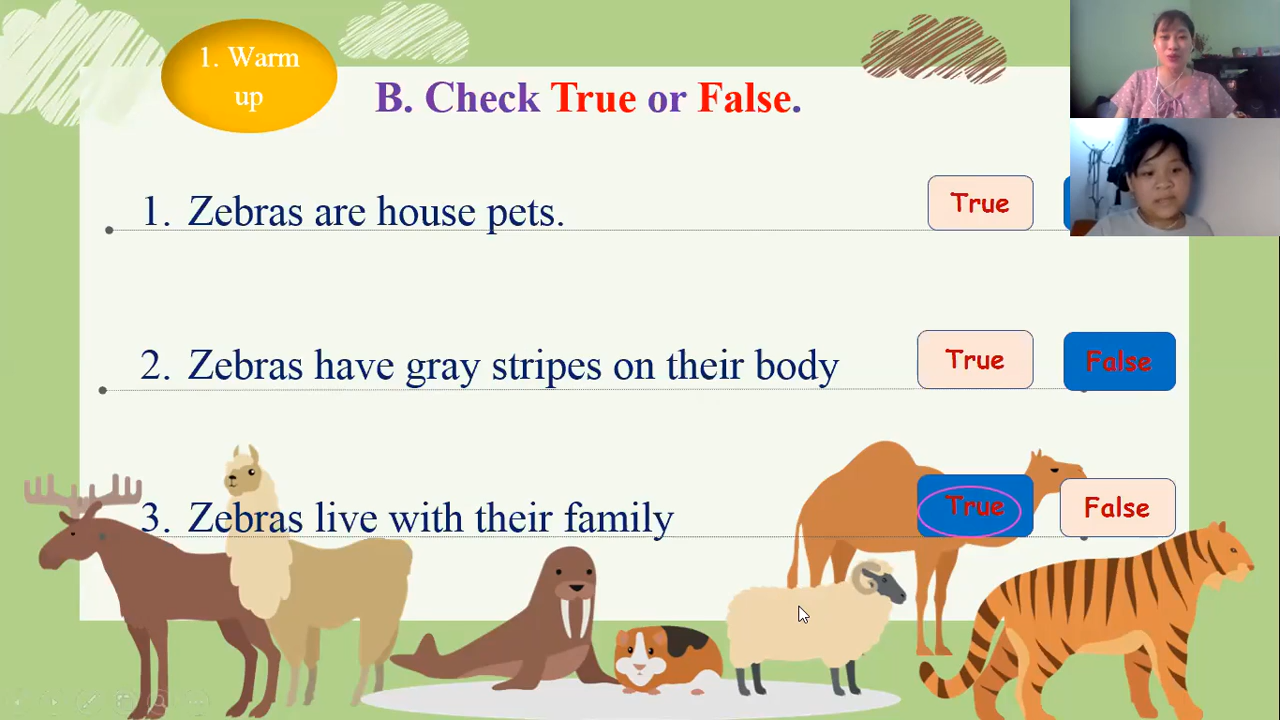 1. Warm
up
B. Check True or False.
1. Zebras are house pets.
True
2. Zebras have gray stripes on their body
True
False
3. Zebras live with their family
True
False